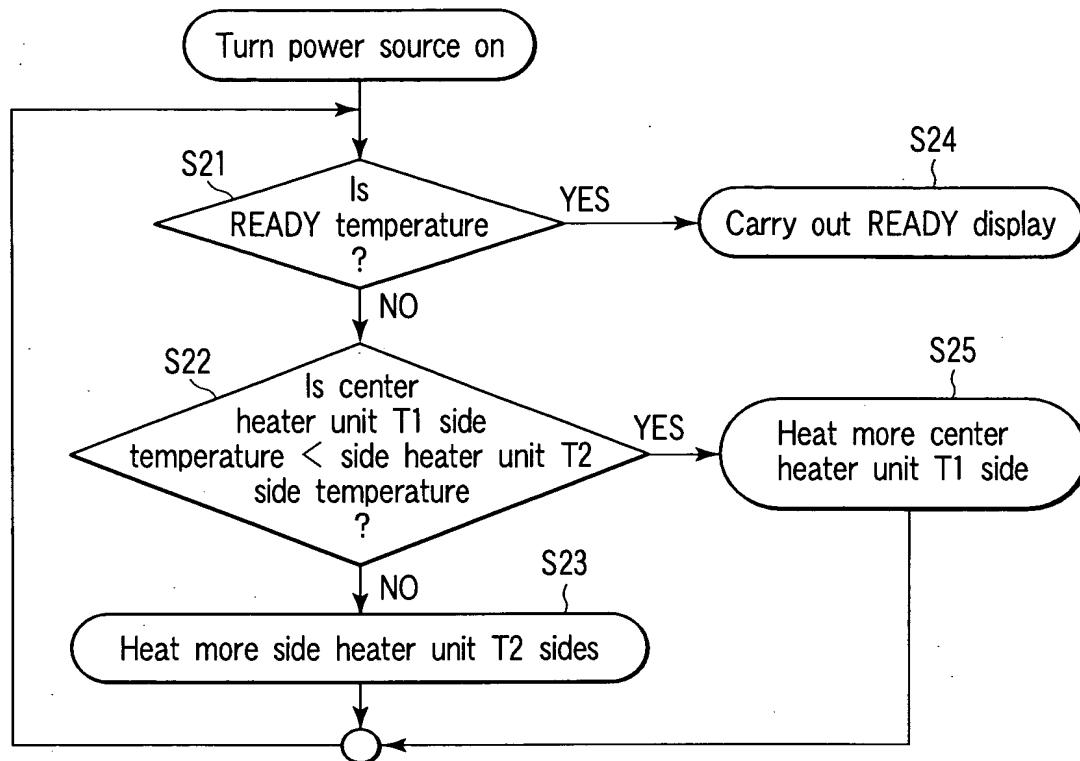 Turn power source on
S21
Is
READY temperature
?
YES
S24
Carry out READY display
NO
S22
Is center
heater unit T1 side
temperature < side heater unit T2
side temperature
?
YES
S25
Heat more center
heater unit T1 side
NO
S23
Heat more side heater unit T2 sides